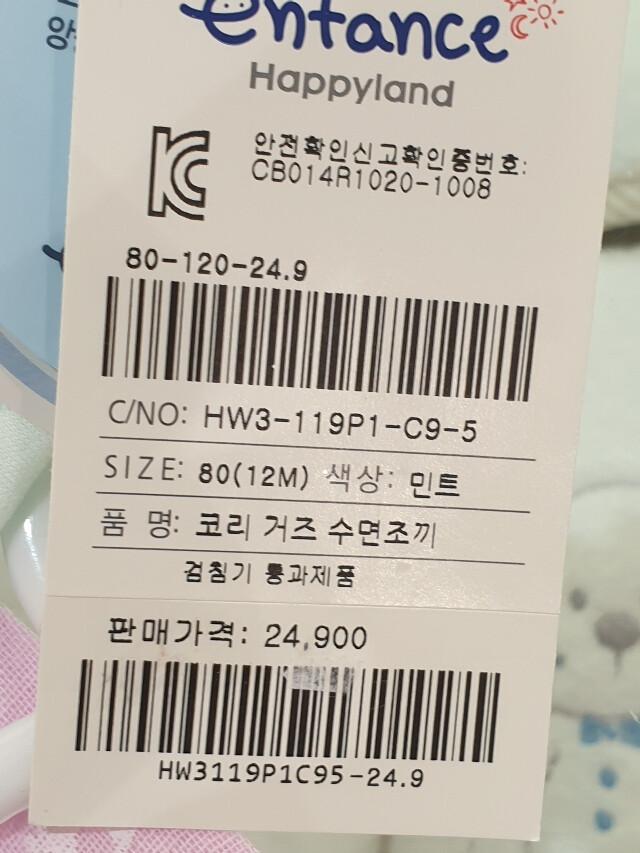 entance
Happyland
안전확인신고확인증번호:
CB014R1020-1008
80-120-24.9
C/NO: HW3-119P1-C9-5
SIZE: 80(12M) 색상: 민트
품 명: 코리 거즈 수면조끼
검침기 통과제품
판매가격: 24,900
HW3119P1C95-24.9